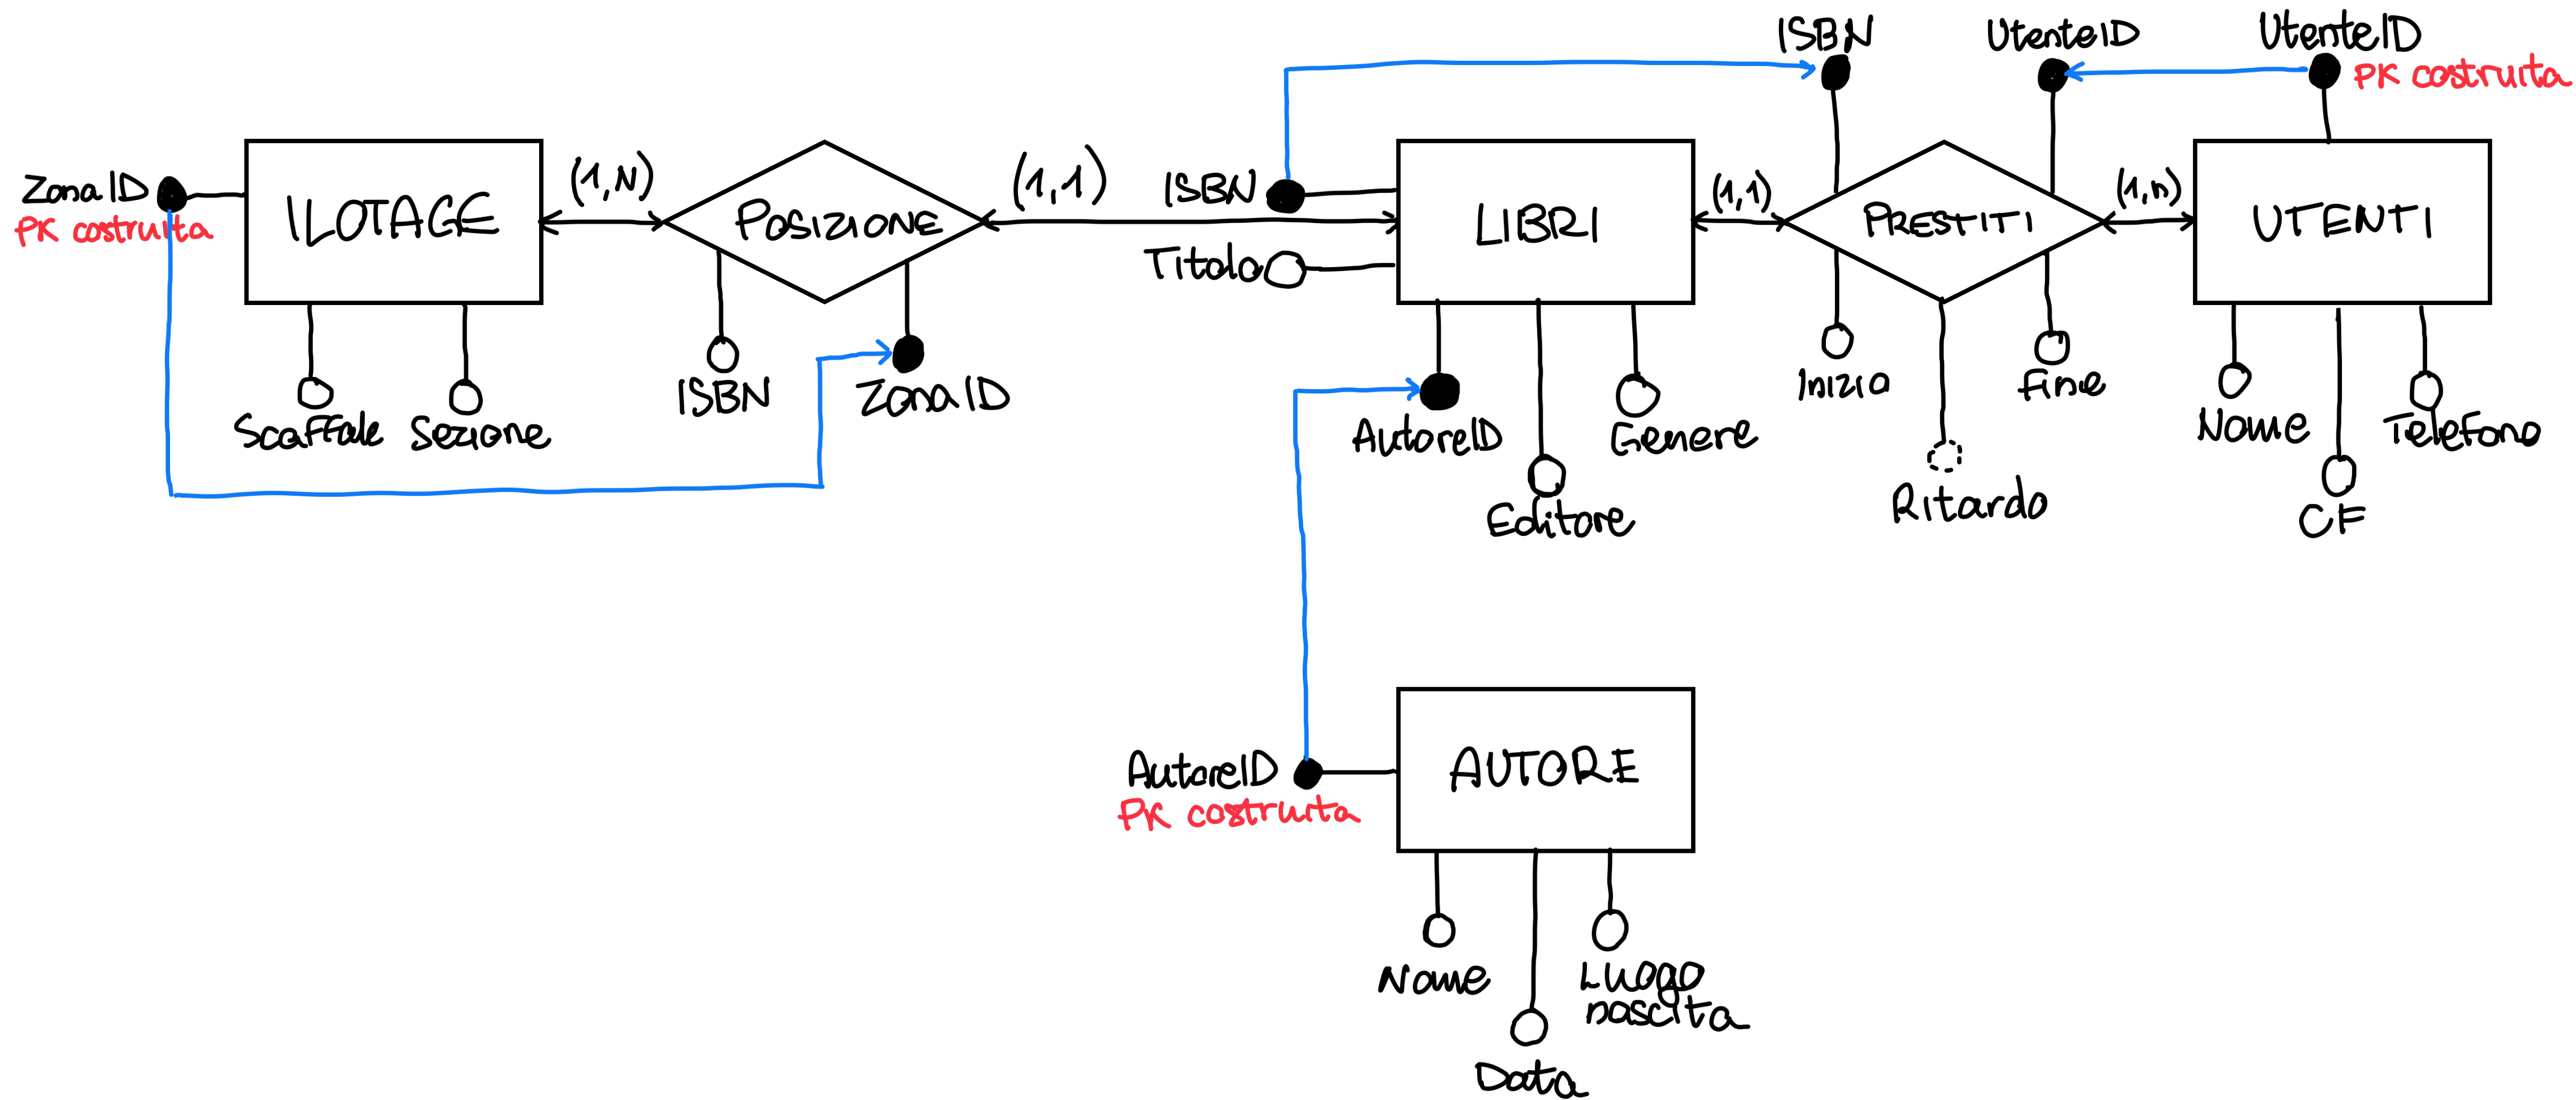 ISBN
UtenteID
UtenteID
PK costruita
ZonaID
PK costruita
ILOTAGE
(1,N)
POSIZIONE
(1,1)
ISBN
Titolo
LIBRI
(1,1)
PRESTITI
(1,n)
UTENTI
Scaffale
Sezione
ISBN
ZonaID
AutoreID
Editore
Genere
Inizio
Ritardo
Fine
Nome
CF
Telefono
AutoreID
PK costruita
AUTORE
Nome
Data
Luogo
nascita